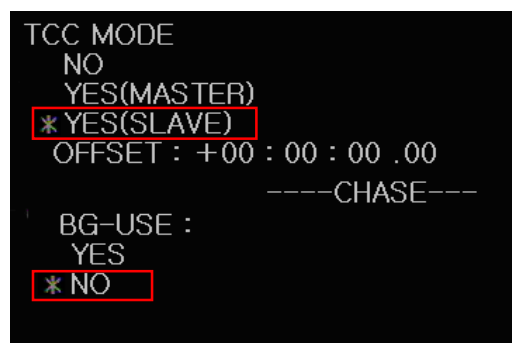 TCC MODE
NO
YES(MASTER)
* YES(SLAVE)
OFFSET : +00 : 00 : 00 .00
----CHASE---
BG-USE :
YES
* NO